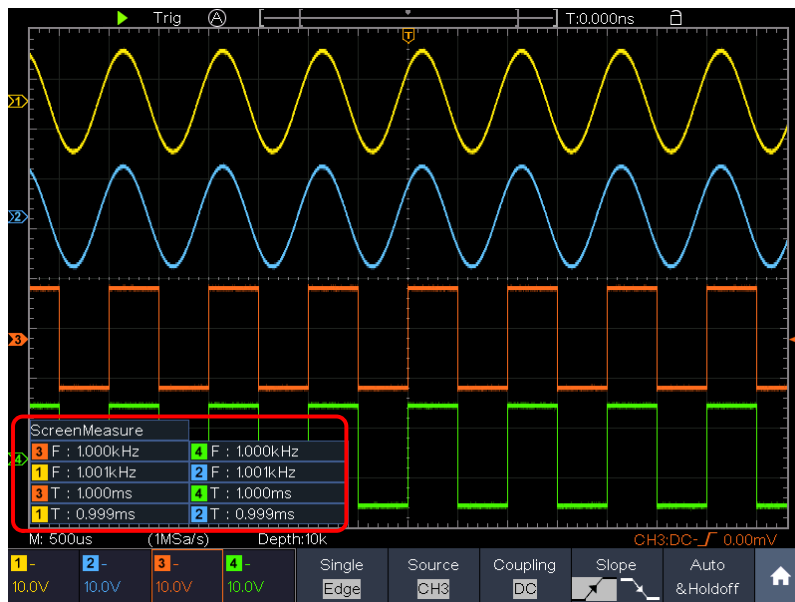 Trig A T:0.000ns
T
1
2
3
4
ScreenMeasure
3 F : 1.000kHz 4 F : 1.000kHz
1 F : 1.001kHz 2 F : 1.001kHz
3 T : 1.000ms 4 T : 1.000ms
1 T : 0.999ms 2 T : 0.999ms
M: 500us (1MSa/s) Depth:10k CH3:DC- 0.00mV
1 - 2 - 3 - 4 - Single Source Coupling Slope Auto
10.0V 10.0V 10.0V 10.0V Edge CH3 DC &Holdoff